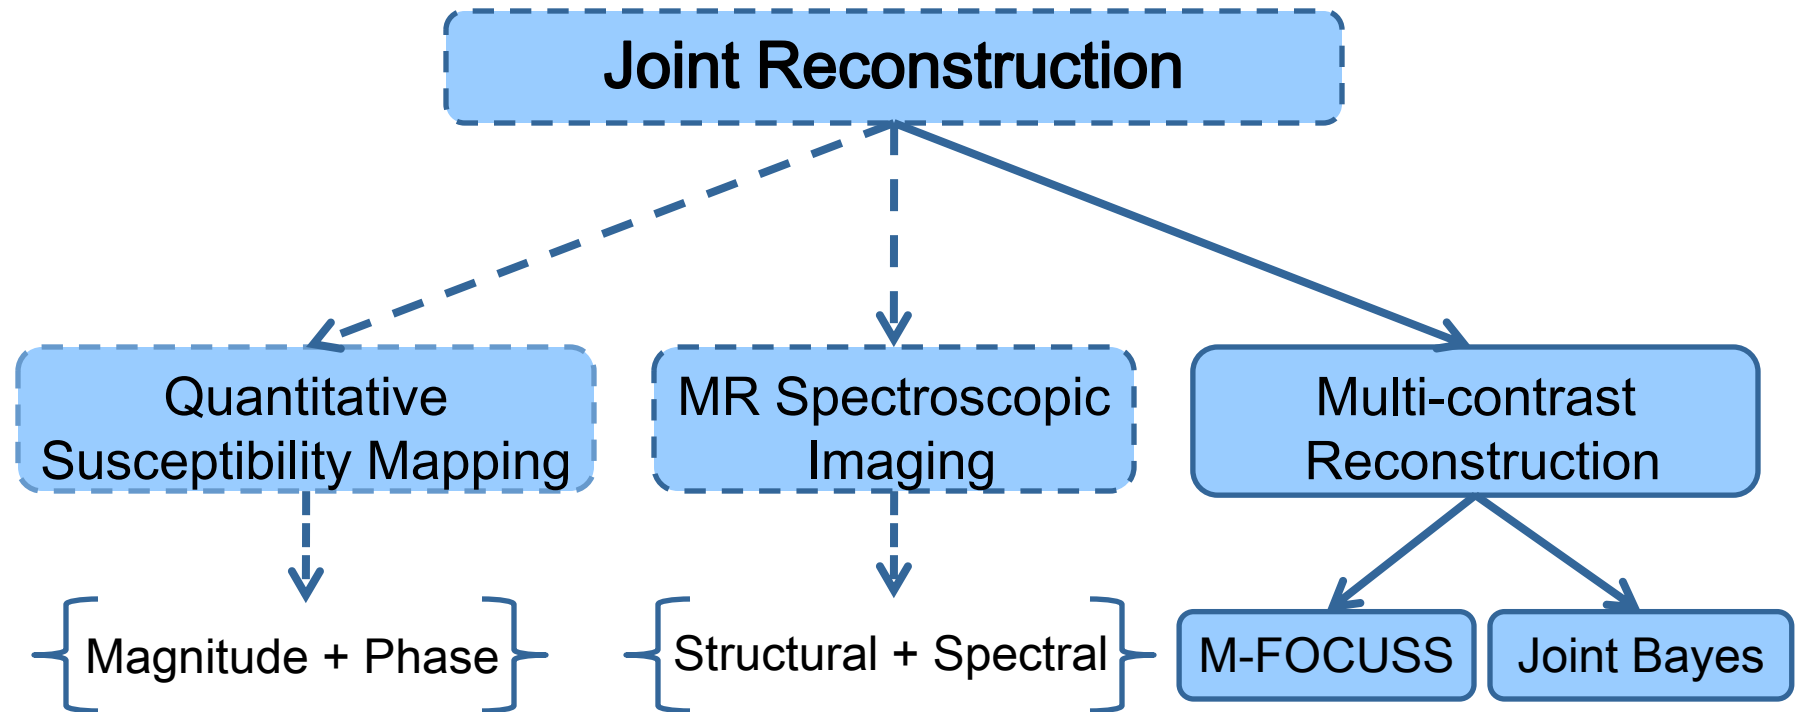 Joint Reconstruction
Quantitative
Susceptibility Mapping
MR Spectroscopic
Imaging
Multi-contrast
Reconstruction
Magnitude + Phase
Structural + Spectral
M-FOCUSS
Joint Bayes